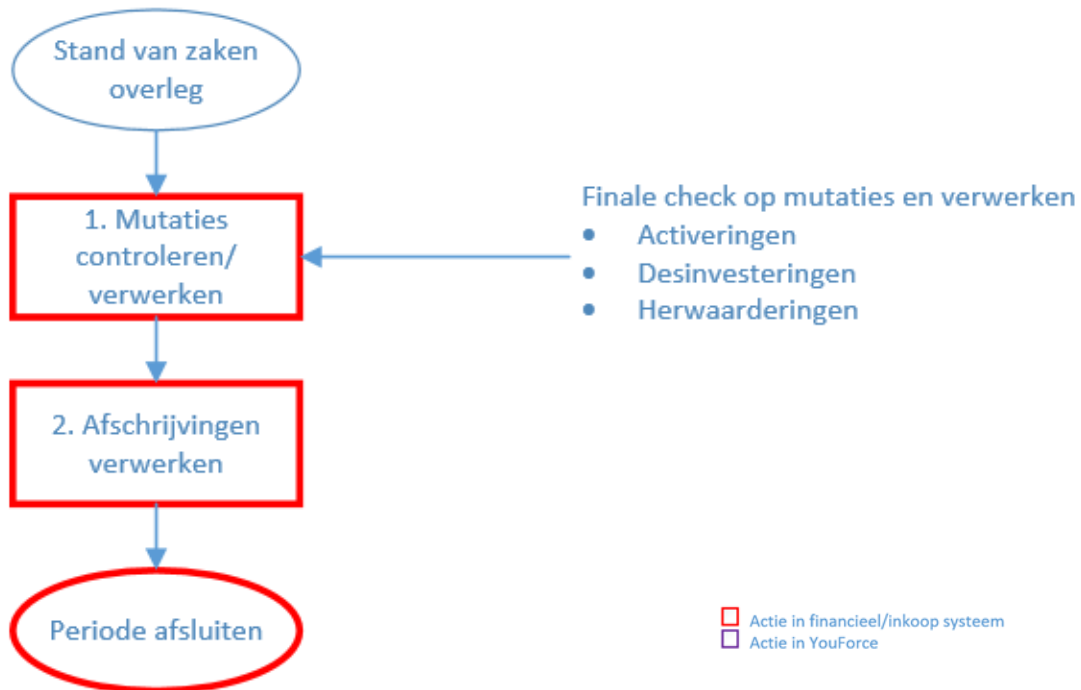 Stand van zaken
overleg
1. Mutaties
controleren/
verwerken
Finale check op mutaties en verwerken
• Activeringen
• Desinvesteringen
• Herwaarderingen
2. Afschrijvingen
verwerken
Periode afsluiten
Actie in financieel/inkoop systeem
Actie in YouForce